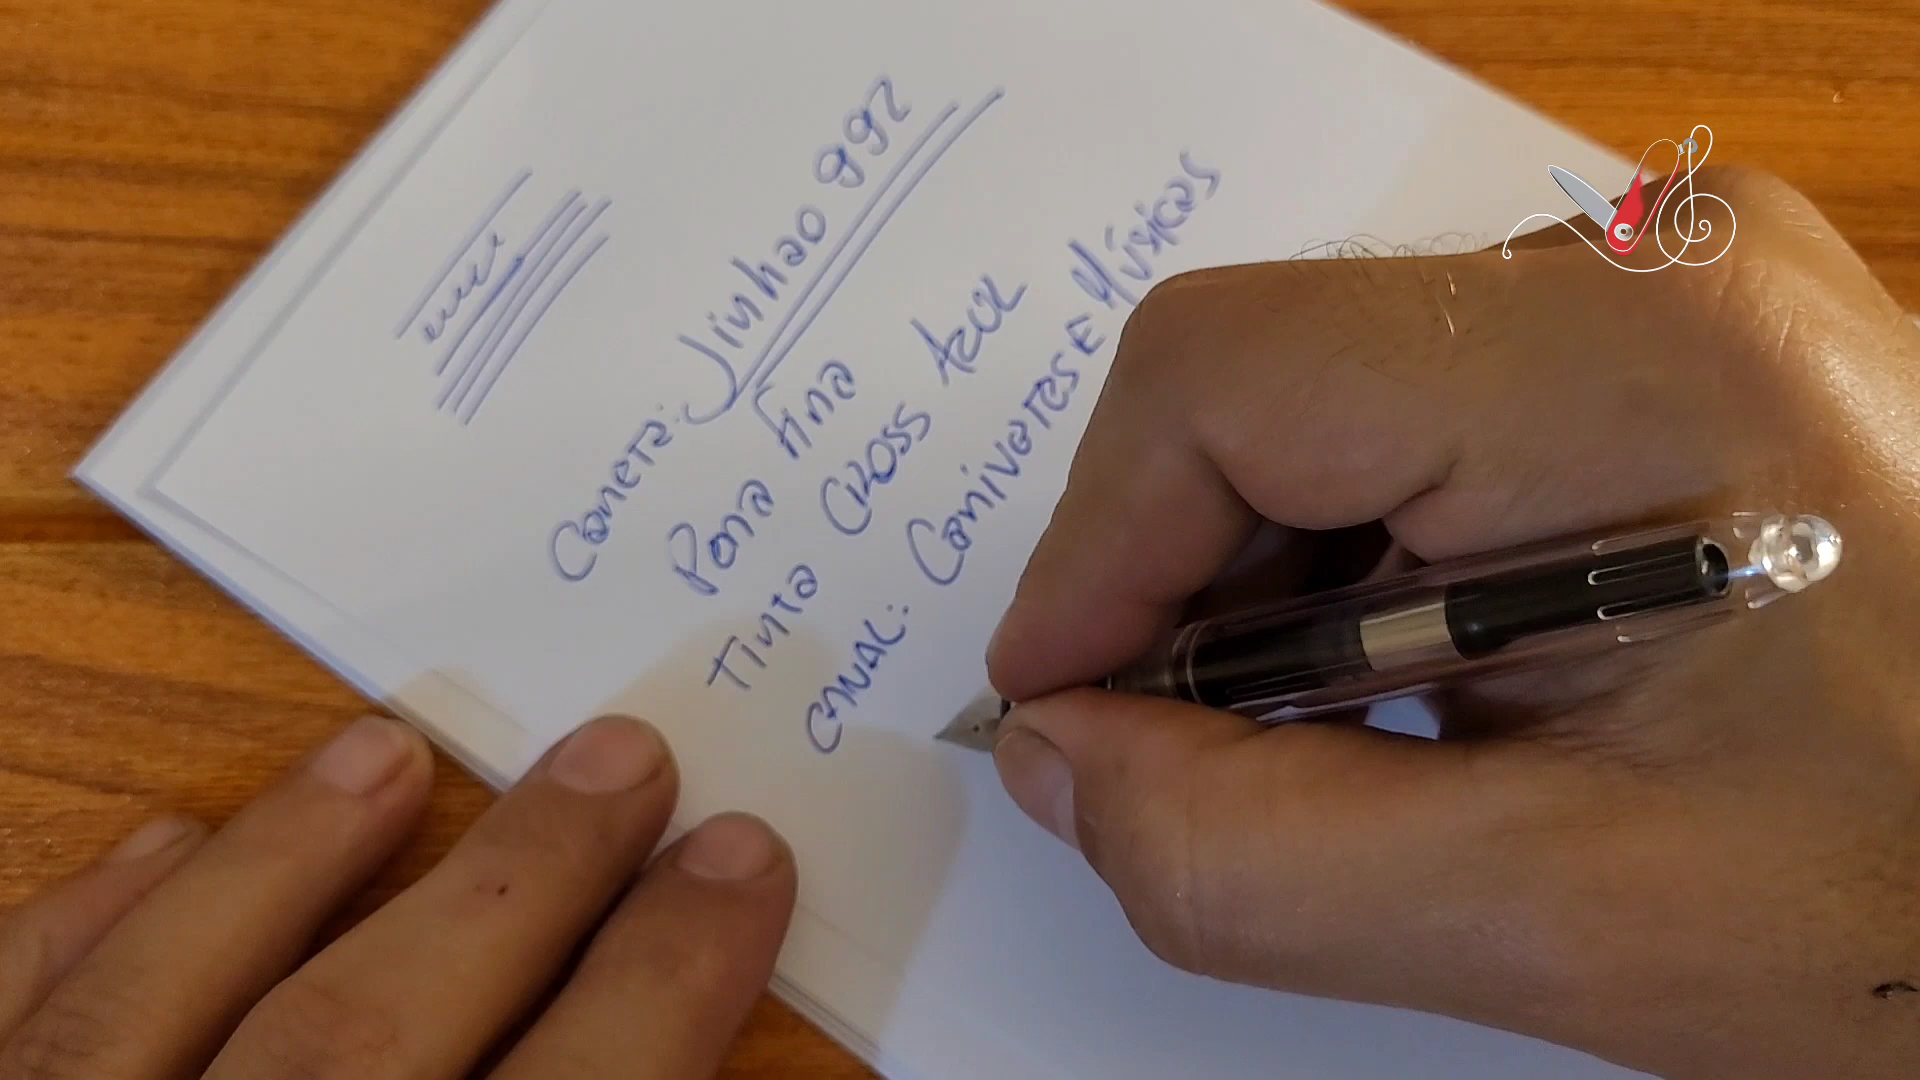 Caneta: Jinhao 992
Pena Fina
Tinta CROSS AZUL
CANAL: Canivetes E Músicas